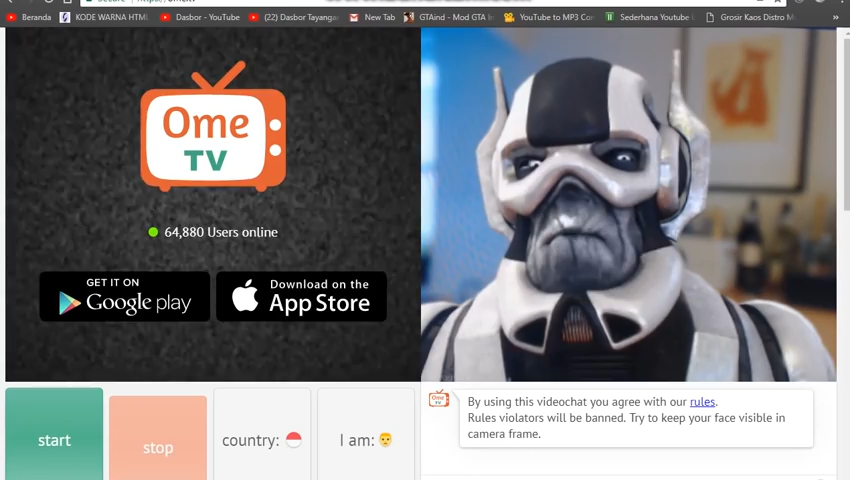 Beranda
KODE WARNA HTML
Dasbor - YouTube
(22) Dasbor Tayangan
New Tab
GTAind - Mod GTA In
YouTube to MP3 Con
Sederhana Youtube
Grosir Kaos Distro M
»
Ome
TV
64,880 Users online
GET IT ON
Google play
Download on the
App Store
start
stop
country:
I am:
Ome
TV
By using this videochat you agree with our rules.
Rules violators will be banned. Try to keep your face visible in
camera frame.